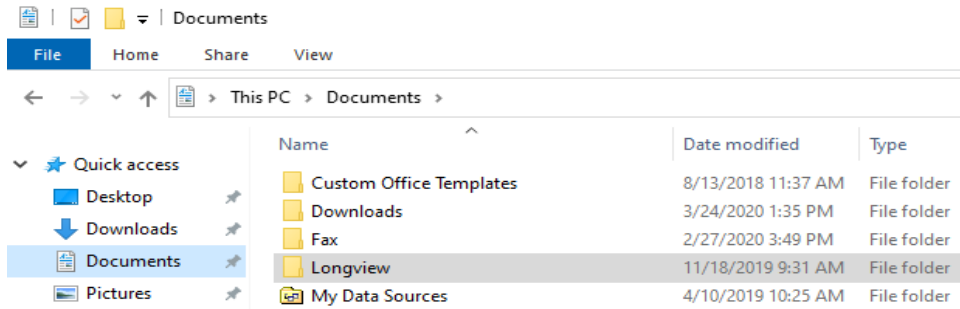 Documents
File Home Share View
This PC > Documents >
Name Date modified Type
Quick access
Desktop
Downloads
Documents
Pictures
Custom Office Templates 8/13/2018 11:37 AM File folder
Downloads 3/24/2020 1:35 PM File folder
Fax 2/27/2020 3:49 PM File folder
Longview 11/18/2019 9:31 AM File folder
My Data Sources 4/10/2019 10:25 AM File folder